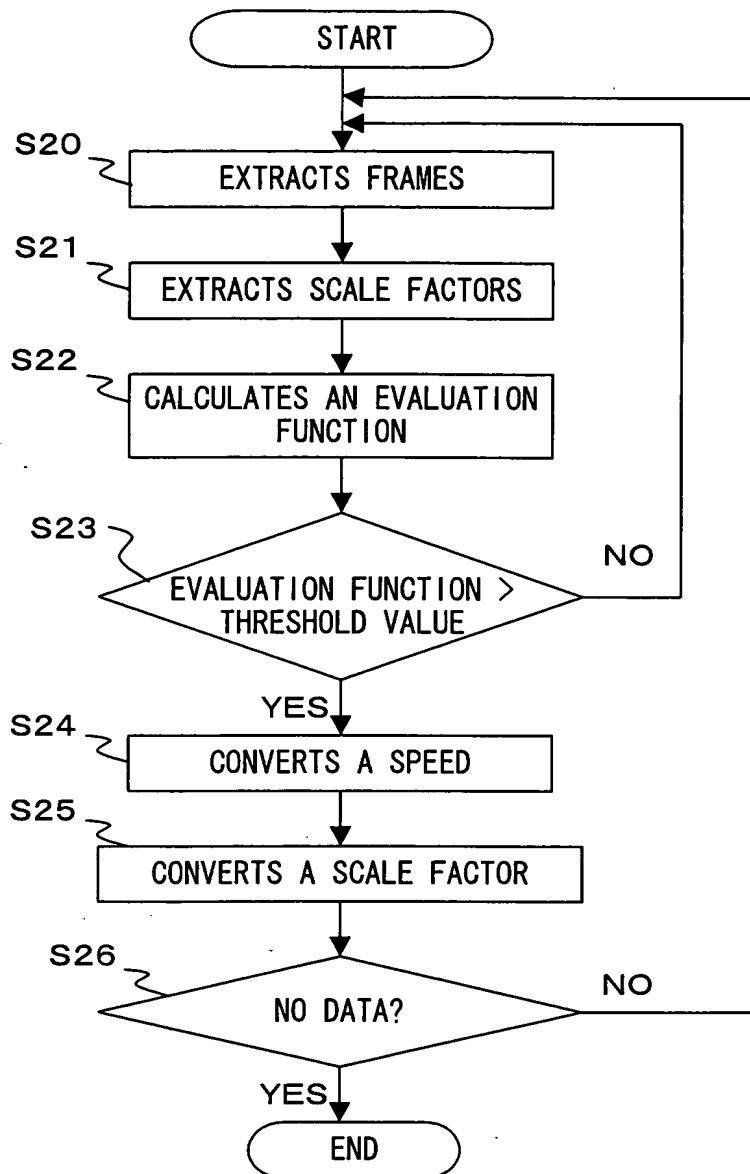 START
S20
EXTRACTS FRAMES
S21
EXTRACTS SCALE FACTORS
S22
CALCULATES AN EVALUATION
FUNCTION
S23
NO
EVALUATION FUNCTION >
THRESHOLD VALUE
YES
S24
CONVERTS A SPEED
S25
CONVERTS A SCALE FACTOR
S26
NO
NO DATA?
YES
END